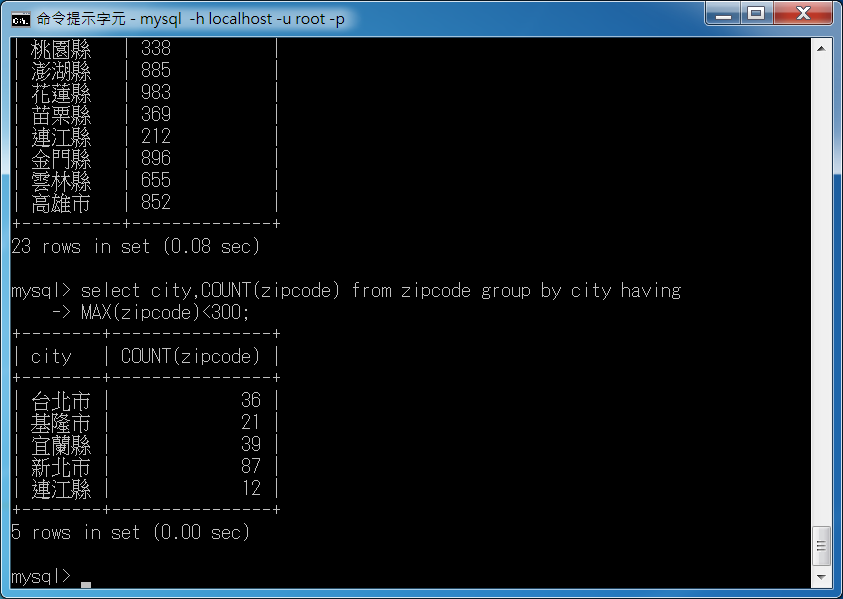 命令提示字元 - mysql -h localhost -u root -p
| 桃園縣 | 338 |
| 澎湖縣 | 885 |
| 花蓮縣 | 983 |
| 苗栗縣 | 369 |
| 連江縣 | 212 |
| 金門縣 | 896 |
| 雲林縣 | 655 |
| 高雄市 | 852 |
+----------+--------------+
23 rows in set (0.08 sec)
mysql> select city,COUNT(zipcode) from zipcode group by city having
    -> MAX(zipcode)<300;
+--------+----------------+
| city   | COUNT(zipcode) |
+--------+----------------+
| 台北市 |             36 |
| 基隆市 |             21 |
| 宜蘭縣 |             39 |
| 新北市 |             87 |
| 連江縣 |             12 |
+--------+----------------+
5 rows in set (0.00 sec)
mysql>